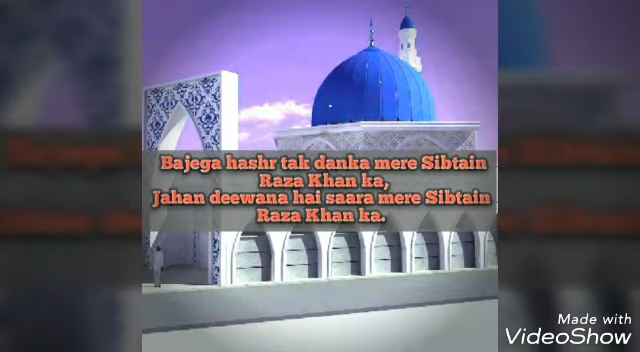 Bajega hashr tak danka mere Sibtain
Raza Khan ka,
Jahan deewana hai saara mere Sibtain
Raza Khan ka.
Made with
VideoShow